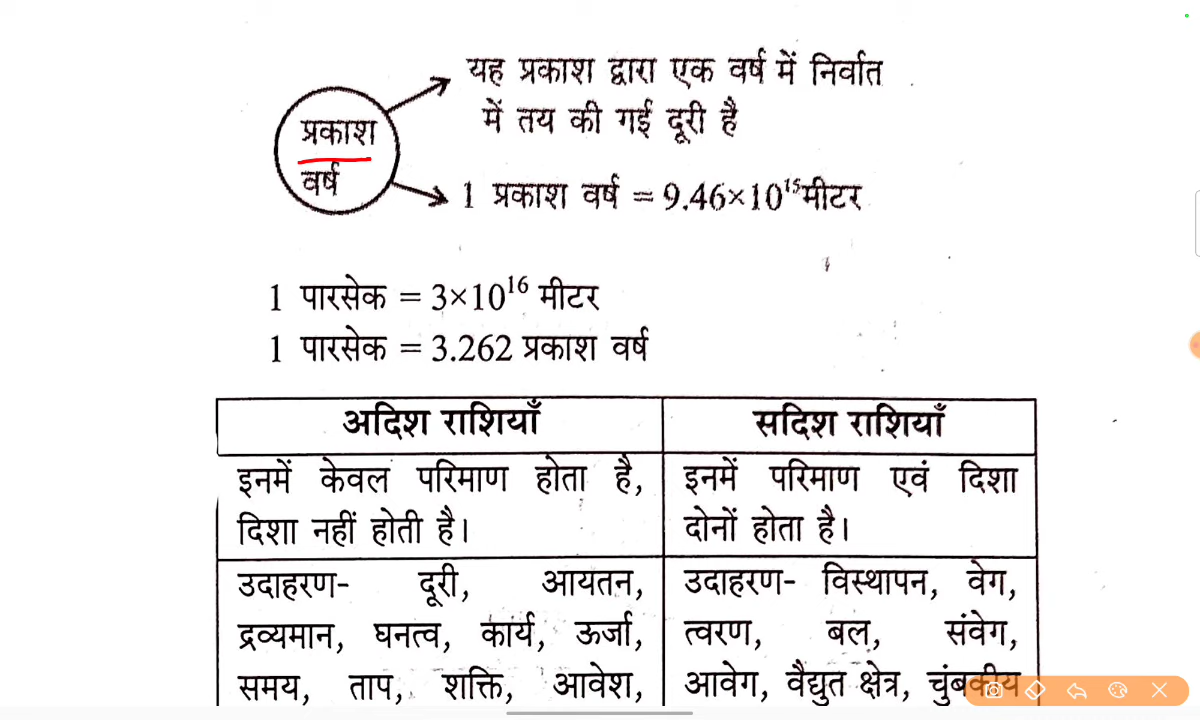 यह प्रकाश द्वारा एक वर्ष में निर्वात
में तय की गई दूरी है
प्रकाश
वर्ष
1 प्रकाश वर्ष = 9.46×10¹⁵मीटर
1 पारसेक = 3×10¹⁶ मीटर
1 पारसेक = 3.262 प्रकाश वर्ष
अदिश राशियाँ
सदिश राशियाँ
इनमें केवल परिमाण होता है,
दिशा नहीं होती है।
इनमें परिमाण एवं दिशा
दोनों होता है।
उदाहरण- दूरी, आयतन,
द्रव्यमान, घनत्व, कार्य, ऊर्जा,
समय, ताप, शक्ति, आवेश,
उदाहरण- विस्थापन, वेग,
त्वरण, बल, संवेग,
आवेग, वैद्युत क्षेत्र, चुंबकीय